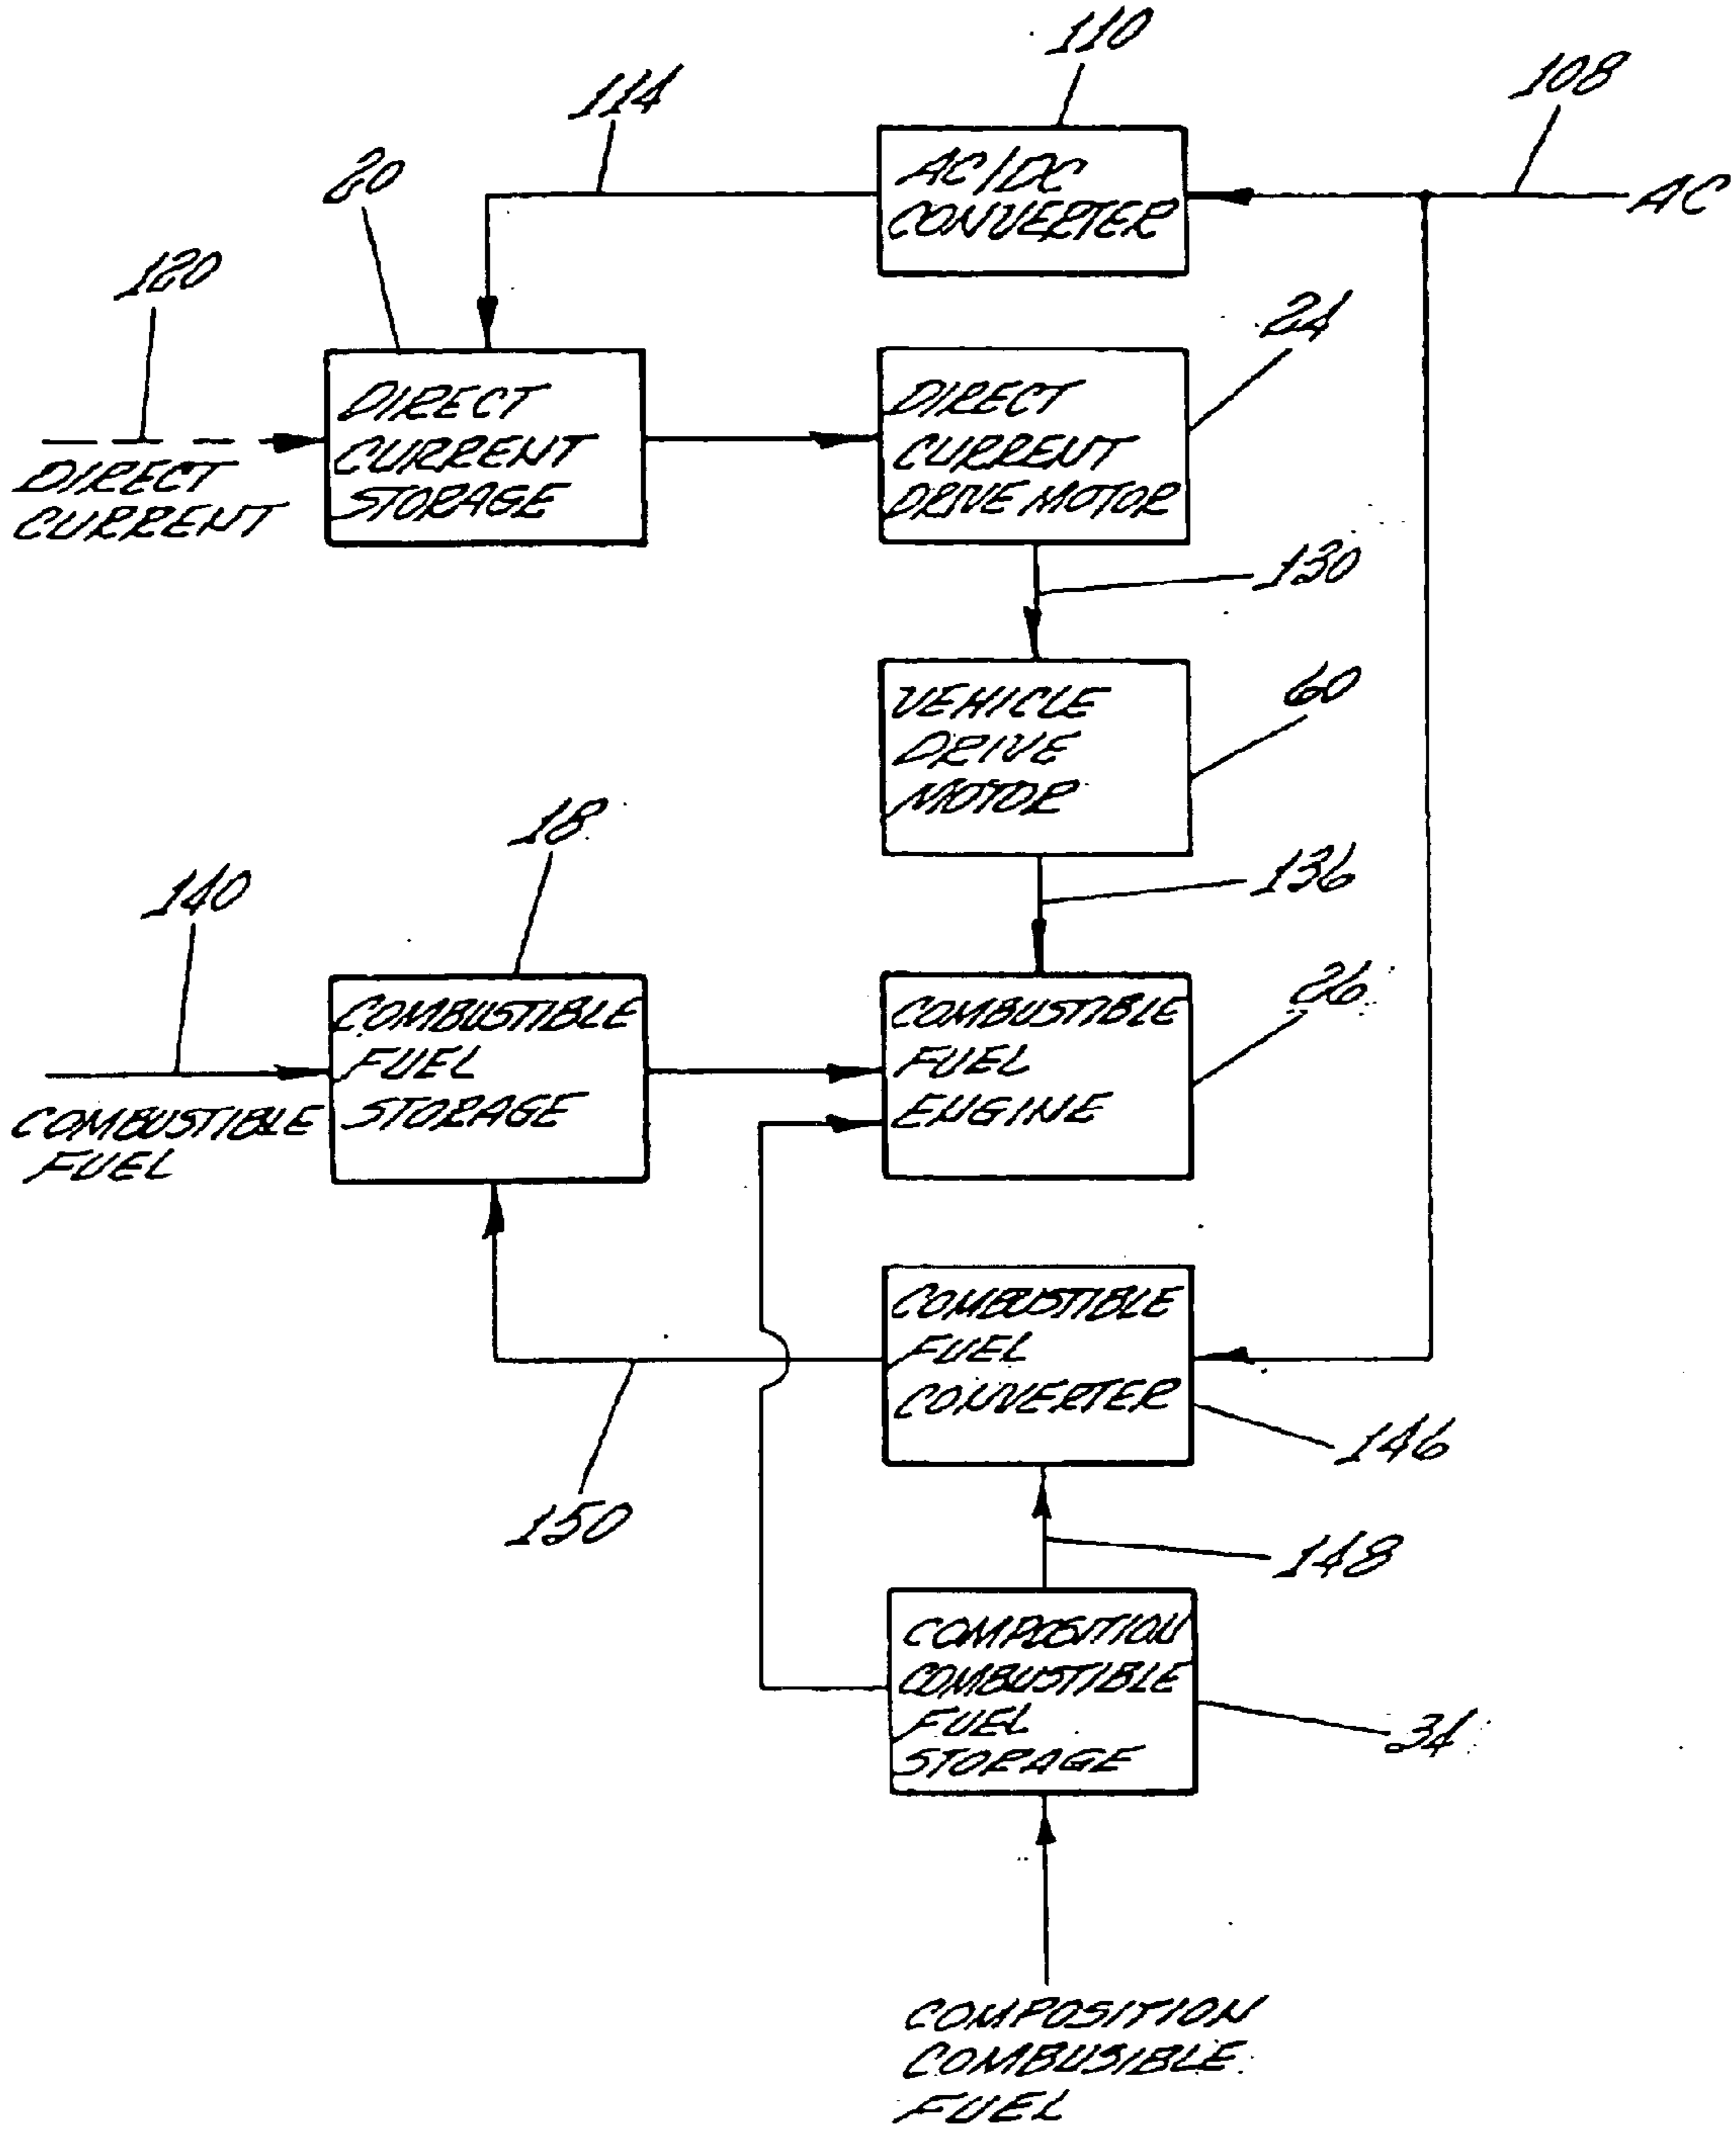 110
108
114
AC/DC
CONVERTER
AC
20
120
24
DIRECT
CURRENT
STORAGE
DIRECT
CURRENT
DRIVE MOTOR
DIRECT
CURRENT
130
VEHICLE
DRIVE
MOTOR
60
18
136
140
26
COMBUSTIBLE
FUEL
STORAGE
COMBUSTIBLE
FUEL
ENGINE
COMBUSTIBLE
FUEL
COMBUSTIBLE
FUEL
CONVERTER
146
150
148
COMPOSITION
COMBUSTIBLE
FUEL
STORAGE
34
COMPOSITION
COMBUSIBLE
FUEL